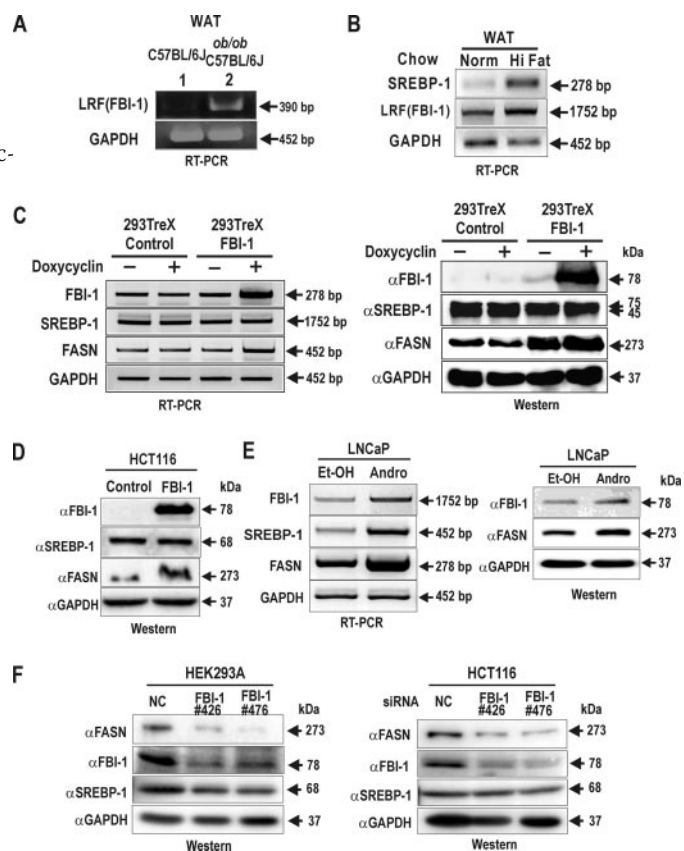 A
WAT
C57BL/6J
ob/ob
C57BL/6J
1 2
LRF(FBI-1) 390 bp
GAPDH 452 bp
RT-PCR
c-
B
WAT
Chow Norm Hi Fat
SREBP-1 278 bp
LRF(FBI-1) 1752 bp
GAPDH 452 bp
RT-PCR
C
293TreX 293TreX
Control FBI-1
Doxycyclin − + − +
FBI-1 278 bp
SREBP-1 1752 bp
FASN 452 bp
GAPDH 452 bp
RT-PCR
293TreX 293TreX
Control FBI-1
Doxycyclin − + − + kDa
αFBI-1 78
αSREBP-1 75
45
αFASN 273
αGAPDH 37
Western
D
HCT116
Control FBI-1 kDa
αFBI-1 78
αSREBP-1 68
αFASN 273
αGAPDH 37
Western
E
LNCaP
Et-OH Andro
FBI-1 1752 bp
SREBP-1 452 bp
FASN 278 bp
GAPDH 452 bp
RT-PCR
LNCaP
Et-OH Andro kDa
αFBI-1 78
αFASN 273
αGAPDH 37
Western
F
HEK293A
NC FBI-1 FBI-1
#426 #476 kDa
αFASN 273
αFBI-1 78
αSREBP-1 68
αGAPDH 37
Western
HCT116
siRNA NC FBI-1 FBI-1
#426 #476 kDa
αFASN 273
αFBI-1 78
αSREBP-1 68
αGAPDH 37
Western